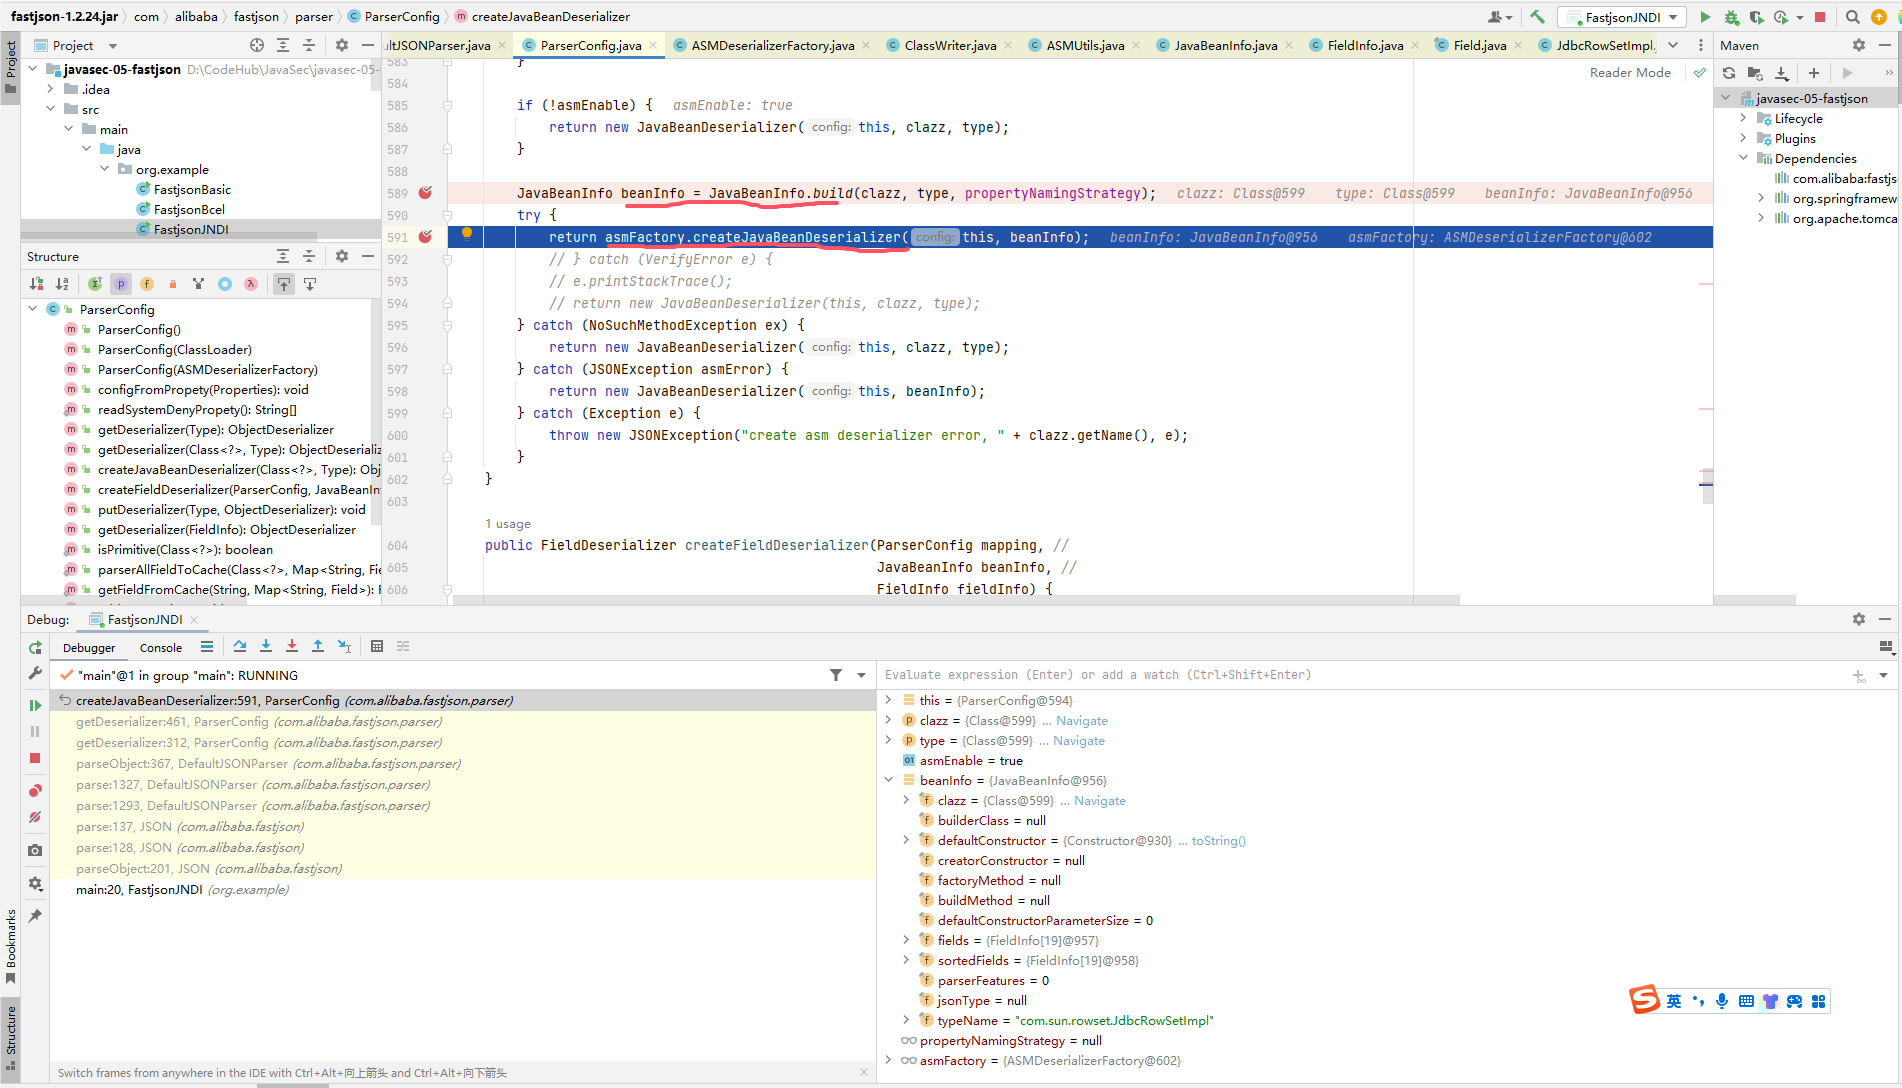 fastjson-1.2.24.jar com alibaba fastjson parser ParserConfig createJavaBeanDeserializer FastjsonJNDI
Project
Project
javasec-05-fastjson D:\CodeHub\JavaSec\javasec-05-
.idea
src
main
java
org.example
FastjsonBasic
FastjsonBcel
FastjsonJNDI
Structure
ParserConfig
ParserConfig()
ParserConfig(ClassLoader)
ParserConfig(ASMDeserializerFactory)
configFromPropety(Properties): void
readSystemDenyPropety(): String[]
getDeserializer(Type): ObjectDeserializer
getDeserializer(Class<?>, Type): ObjectDeserializ
createJavaBeanDeserializer(Class<?>, Type): Obj
createFieldDeserializer(ParserConfig, JavaBeanInf
putDeserializer(Type, ObjectDeserializer): void
getDeserializer(FieldInfo): ObjectDeserializer
isPrimitive(Class<?>): boolean
parserAllFieldToCache(Class<?>, Map<String, Fie
getFieldFromCache(String, Map<String, Field>): F
ultJSONParser.java ParserConfig.java ASMDeserializerFactory.java ClassWriter.java ASMUtils.java JavaBeanInfo.java FieldInfo.java Field.java JdbcRowSetImpl.
Reader Mode
583 }
584
585 if (!asmEnable) { asmEnable: true
586 return new JavaBeanDeserializer( config: this, clazz, type);
587 }
588
589 JavaBeanInfo beanInfo = JavaBeanInfo.build(clazz, type, propertyNamingStrategy); clazz: Class@599 type: Class@599 beanInfo: JavaBeanInfo@956
590 try {
591 return asmFactory.createJavaBeanDeserializer( config: this, beanInfo); beanInfo: JavaBeanInfo@956 asmFactory: ASMDeserializerFactory@602
592 // } catch (VerifyError e) {
593 // e.printStackTrace();
594 // return new JavaBeanDeserializer(this, clazz, type);
595 } catch (NoSuchMethodException ex) {
596 return new JavaBeanDeserializer( config: this, clazz, type);
597 } catch (JSONException asmError) {
598 return new JavaBeanDeserializer( config: this, beanInfo);
599 } catch (Exception e) {
600 throw new JSONException("create asm deserializer error, " + clazz.getName(), e);
601 }
602 }
603
1 usage
604 public FieldDeserializer createFieldDeserializer(ParserConfig mapping, //
605 JavaBeanInfo beanInfo, //
606 FieldInfo fieldInfo) {
Maven
javasec-05-fastjson
Lifecycle
Plugins
Dependencies
com.alibaba:fastjs
org.springframew
org.apache.tomca
Debug: FastjsonJNDI
Debugger Console
"main"@1 in group "main": RUNNING
createJavaBeanDeserializer:591, ParserConfig (com.alibaba.fastjson.parser)
getDeserializer:461, ParserConfig (com.alibaba.fastjson.parser)
getDeserializer:312, ParserConfig (com.alibaba.fastjson.parser)
parseObject:367, DefaultJSONParser (com.alibaba.fastjson.parser)
parse:1327, DefaultJSONParser (com.alibaba.fastjson.parser)
parse:1293, DefaultJSONParser (com.alibaba.fastjson.parser)
parse:137, JSON (com.alibaba.fastjson)
parse:128, JSON (com.alibaba.fastjson)
parseObject:201, JSON (com.alibaba.fastjson)
main:20, FastjsonJNDI (org.example)
Evaluate expression (Enter) or add a watch (Ctrl+Shift+Enter)
this = {ParserConfig@594}
clazz = {Class@599} ... Navigate
type = {Class@599} ... Navigate
asmEnable = true
beanInfo = {JavaBeanInfo@956}
clazz = {Class@599} ... Navigate
builderClass = null
defaultConstructor = {Constructor@930} ... toString()
creatorConstructor = null
factoryMethod = null
buildMethod = null
defaultConstructorParameterSize = 0
fields = {FieldInfo[19]@957}
sortedFields = {FieldInfo[19]@958}
parserFeatures = 0
jsonType = null
typeName = "com.sun.rowset.JdbcRowSetImpl"
propertyNamingStrategy = null
asmFactory = {ASMDeserializerFactory@602}
Bookmarks
Structure
英
Switch frames from anywhere in the IDE with Ctrl+Alt+向上箭头 and Ctrl+Alt+向下箭头